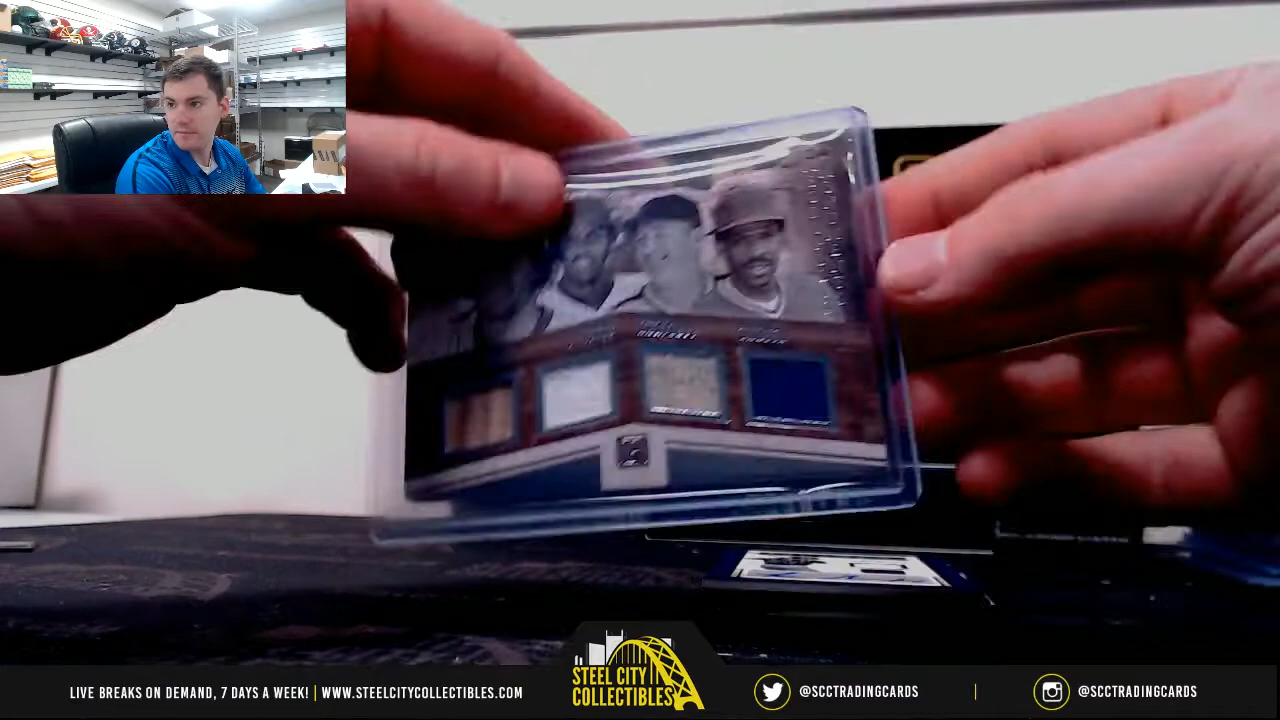 LIVE BREAKS ON DEMAND, 7 DAYS A WEEK! | WWW.STEELCITYCOLLECTIBLES.COM
STEEL CITY
COLLECTIBLES
@SCCTRADINGCARDS
@SCCTRADINGCARDS